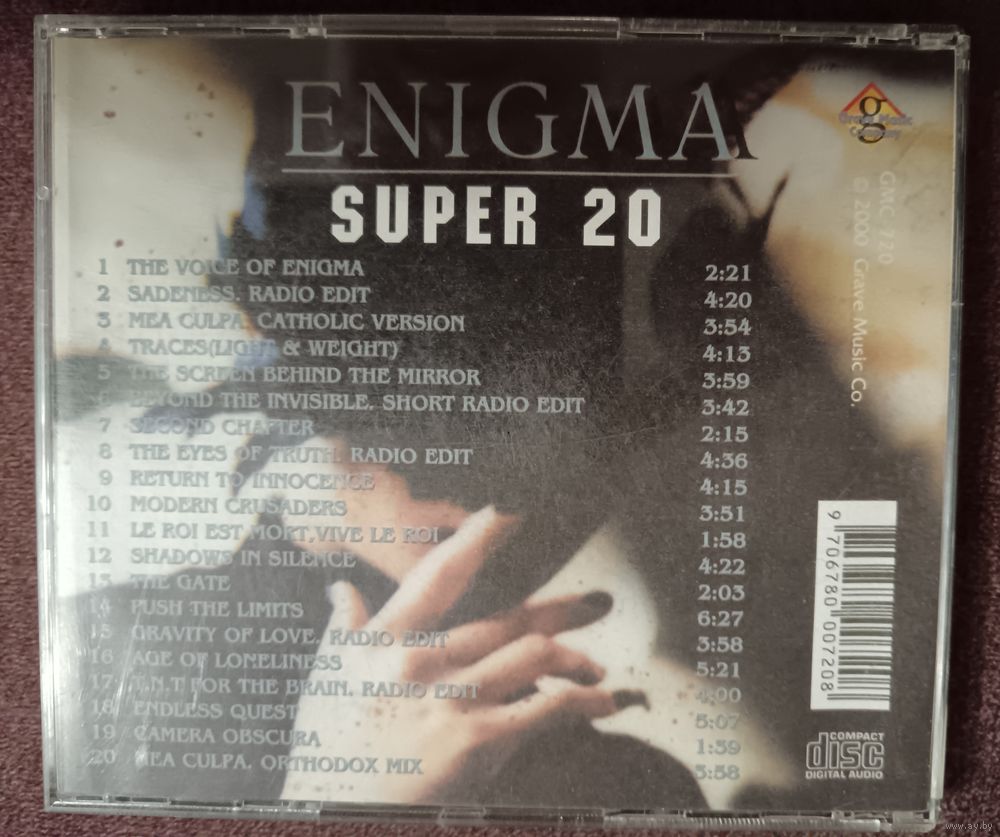 ENIGMA
SUPER 20
g
Grave Music
Company
GMC 720
© 2000 Grave Music Co.
1 THE VOICE OF ENIGMA 2:21
2 SADENESS. RADIO EDIT 4:20
3 MEA CULPA. CATHOLIC VERSION 3:54
4 TRACES(LIGHT & WEIGHT) 4:13
5 THE SCREEN BEHIND THE MIRROR 3:59
6 BEYOND THE INVISIBLE. SHORT RADIO EDIT 3:42
7 SECOND CHAPTER 2:15
8 THE EYES OF TRUTH. RADIO EDIT 4:36
9 RETURN TO INNOCENCE 4:15
10 MODERN CRUSADERS 3:51
11 LE ROI EST MORT,VIVE LE ROI 1:58
12 SHADOWS IN SILENCE 4:22
13 THE GATE 2:03
14 PUSH THE LIMITS 6:27
15 GRAVITY OF LOVE. RADIO EDIT 3:58
16 AGE OF LONELINESS 5:21
17 T.N.T FOR THE BRAIN. RADIO EDIT 4:00
18 ENDLESS QUEST 5:07
19 CAMERA OBSCURA 1:39
20 MEA CULPA. ORTHODOX MIX
9 706780 007208
COMPACT
disc
DIGITAL AUDIO
www.ay.by